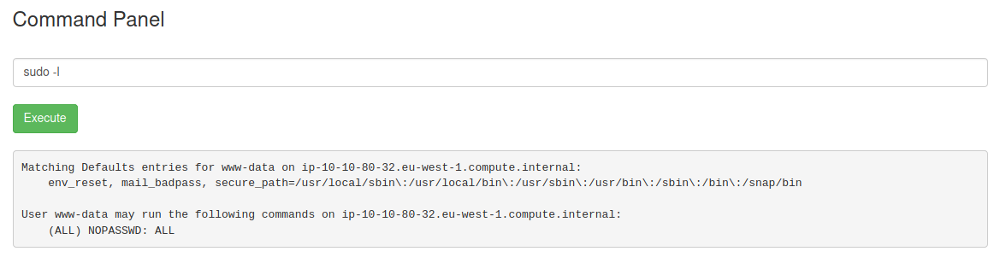 Command Panel
sudo -l
Execute
Matching Defaults entries for www-data on ip-10-10-80-32.eu-west-1.compute.internal:
    env_reset, mail_badpass, secure_path=/usr/local/sbin\:/usr/local/bin\:/usr/sbin\:/usr/bin\:/sbin\:/bin\:/snap/bin
User www-data may run the following commands on ip-10-10-80-32.eu-west-1.compute.internal:
    (ALL) NOPASSWD: ALL